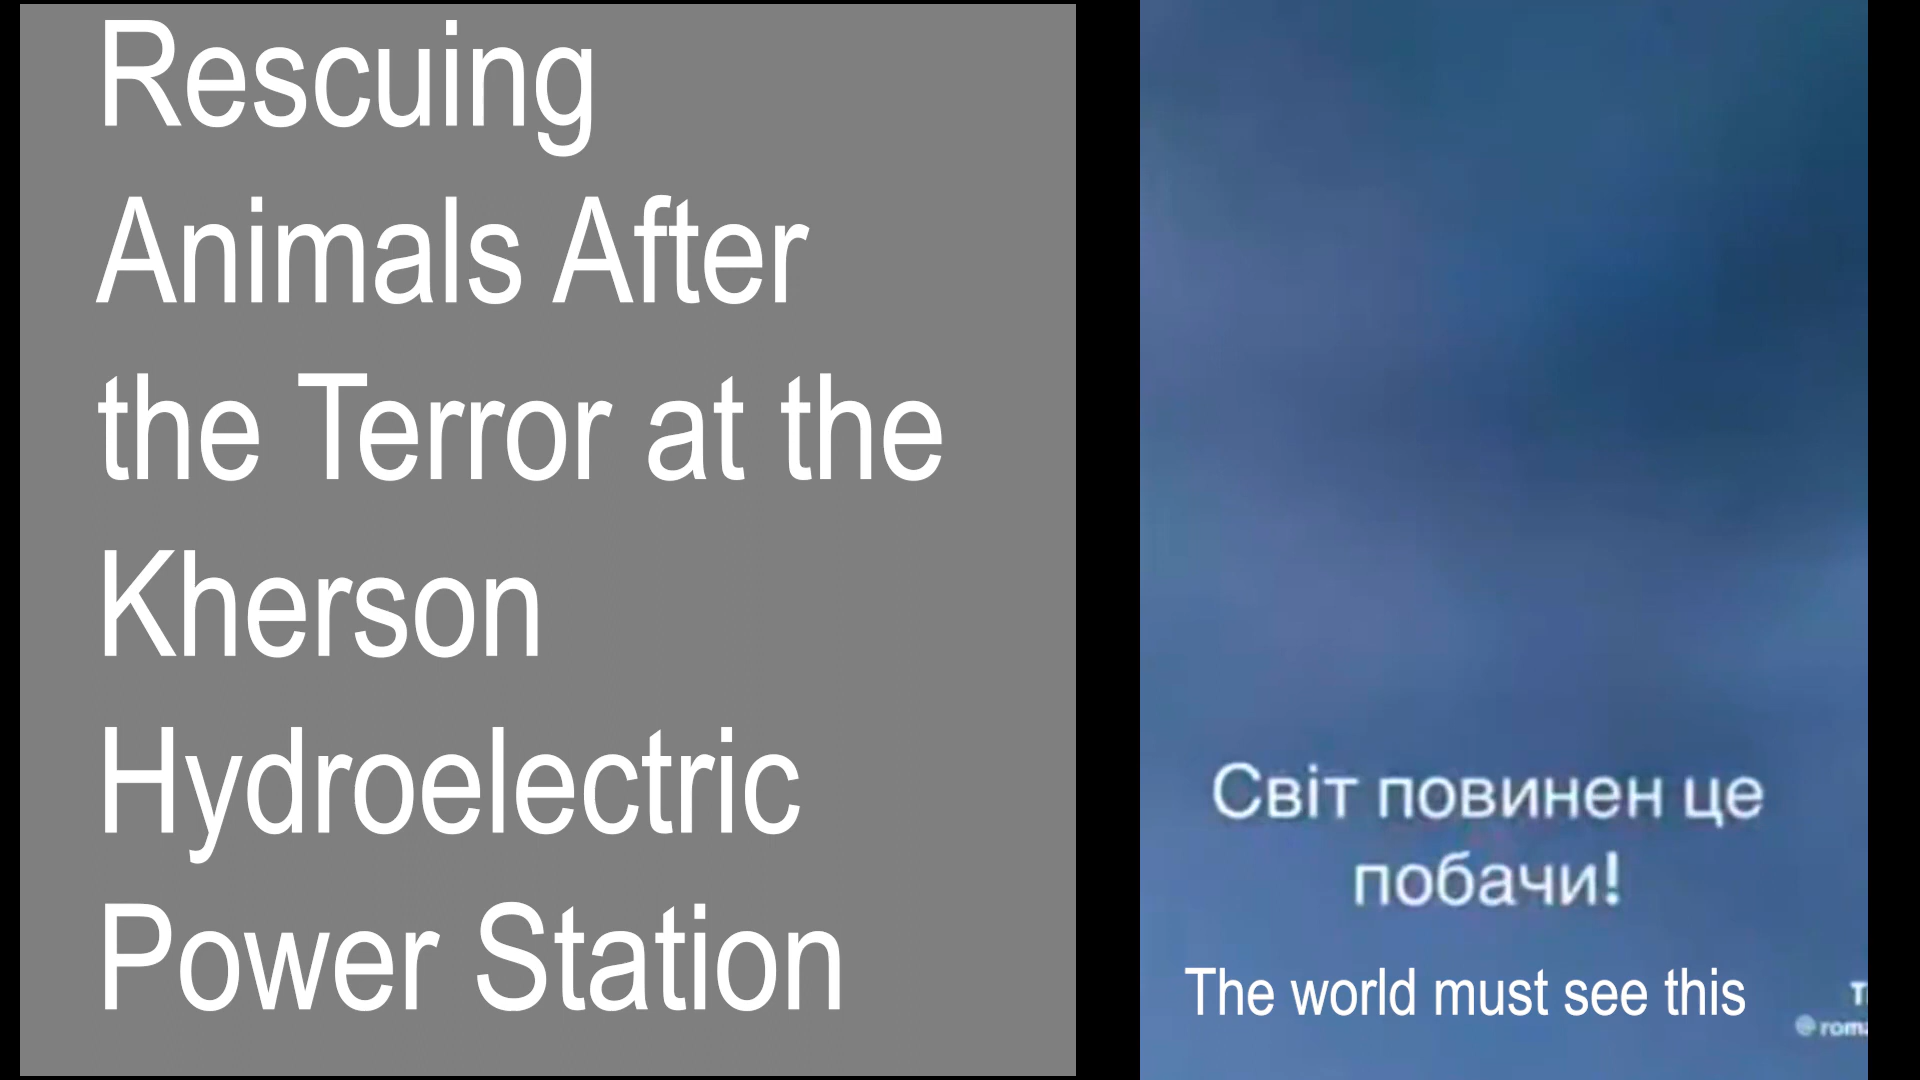 Rescuing
Animals After
the Terror at the
Kherson
Hydroelectric
Power Station
Світ повинен це
побачи!
The world must see this